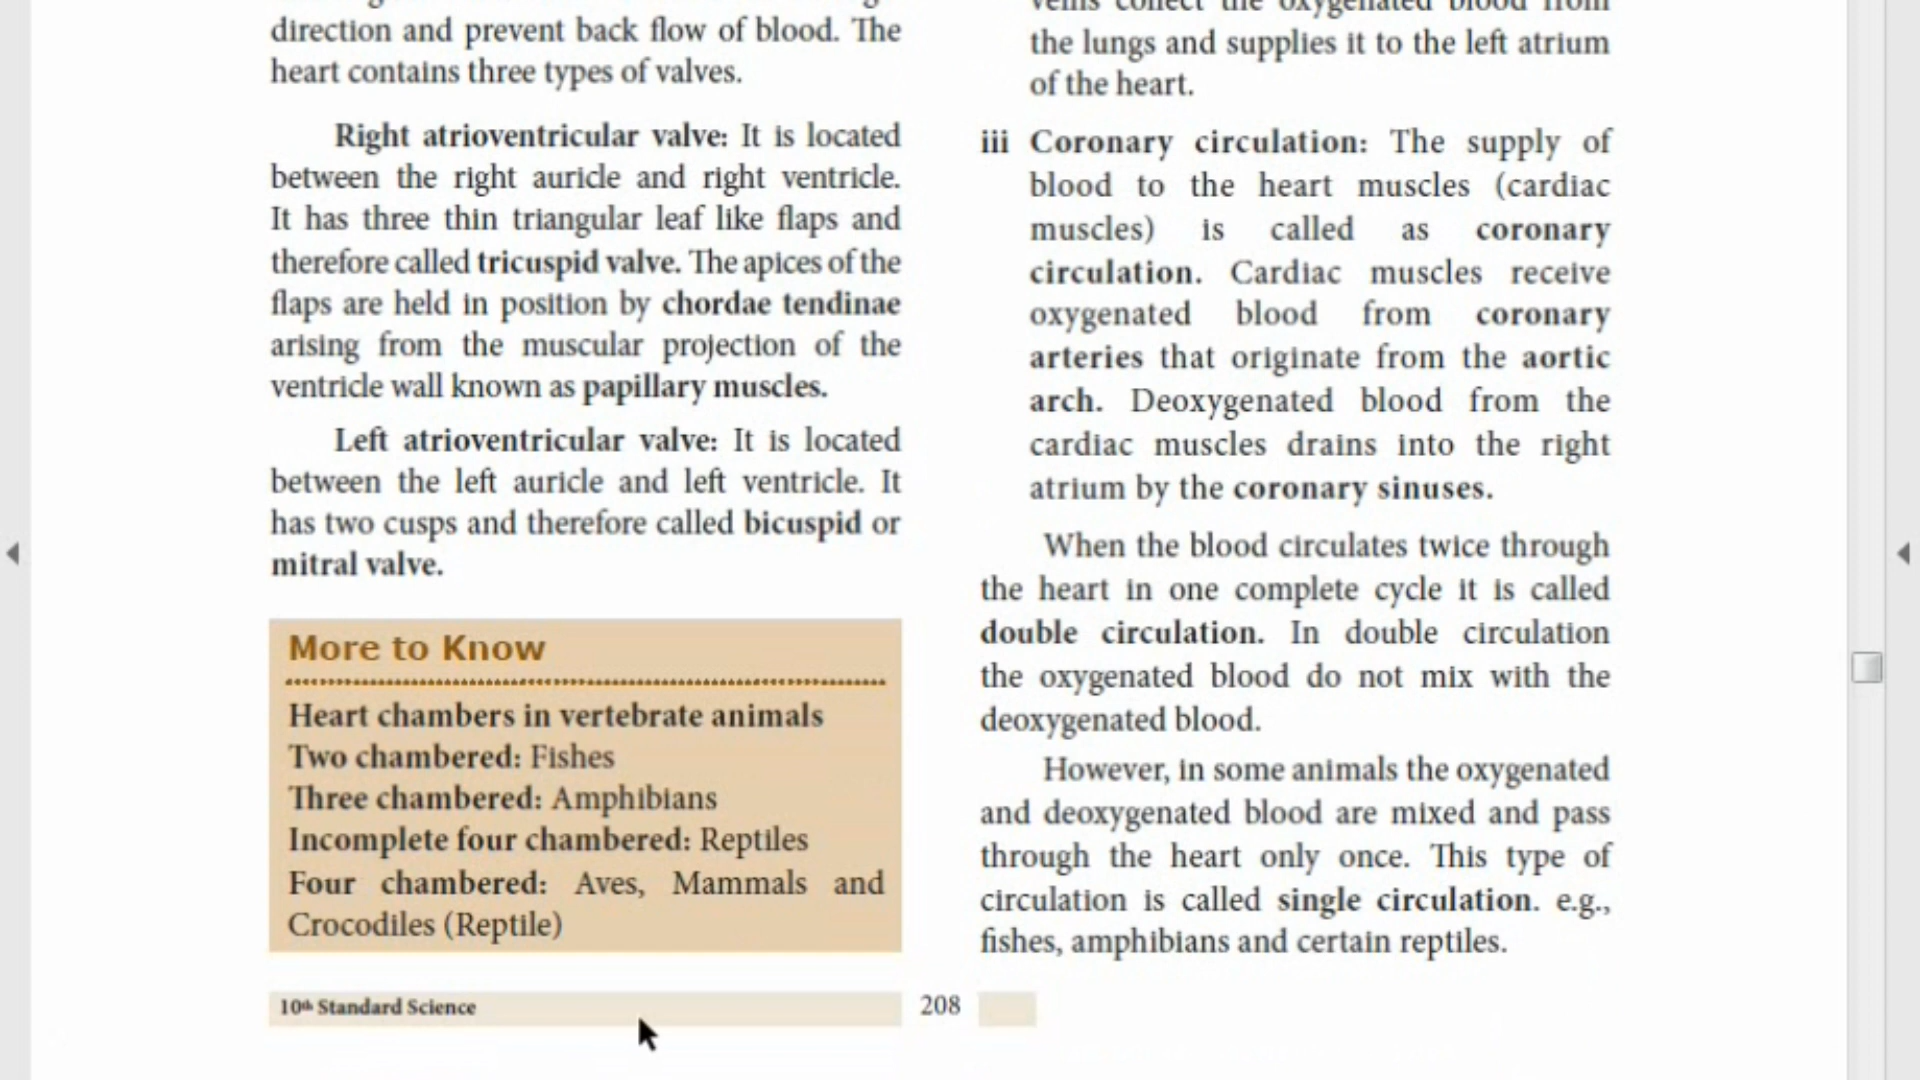 direction and prevent back flow of blood. The
heart contains three types of valves.
Right atrioventricular valve: It is located
between the right auricle and right ventricle.
It has three thin triangular leaf like flaps and
therefore called tricuspid valve. The apices of the
flaps are held in position by chordae tendinae
arising from the muscular projection of the
ventricle wall known as papillary muscles.
Left atrioventricular valve: It is located
between the left auricle and left ventricle. It
has two cusps and therefore called bicuspid or
mitral valve.
More to Know
Heart chambers in vertebrate animals
Two chambered: Fishes
Three chambered: Amphibians
Incomplete four chambered: Reptiles
Four chambered: Aves, Mammals and
Crocodiles (Reptile)
veins collect the oxygenated blood from
the lungs and supplies it to the left atrium
of the heart.
iii Coronary circulation: The supply of
blood to the heart muscles (cardiac
muscles) is called as coronary
circulation. Cardiac muscles receive
oxygenated blood from coronary
arteries that originate from the aortic
arch. Deoxygenated blood from the
cardiac muscles drains into the right
atrium by the coronary sinuses.
When the blood circulates twice through
the heart in one complete cycle it is called
double circulation. In double circulation
the oxygenated blood do not mix with the
deoxygenated blood.
However, in some animals the oxygenated
and deoxygenated blood are mixed and pass
through the heart only once. This type of
circulation is called single circulation. e.g.,
fishes, amphibians and certain reptiles.
10th Standard Science
208